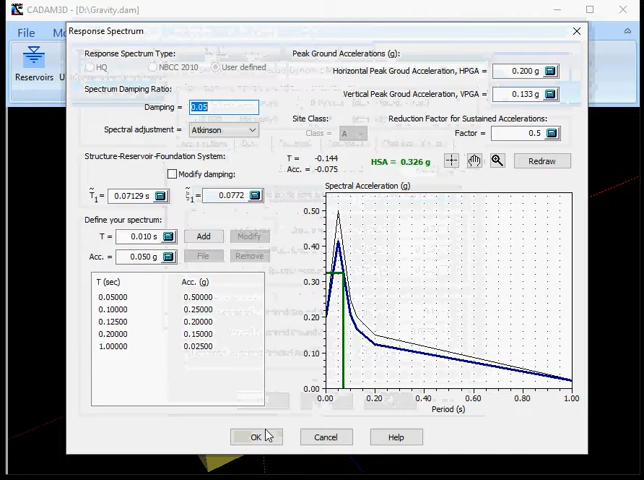 CADAM3D - [D:\Gravity.dam]
File
Reservoirs
Response Spectrum
Response Spectrum Type:
HQ
NBCC 2010
User defined
Spectrum Damping Ratio:
Damping = 0.05
Spectral adjustment = Atkinson
Structure-Reservoir-Foundation System:
Modify damping:
T̃1 = 0.07129 s
ξ̃1 = 0.0772
Define your spectrum:
T = 0.010 s
Add
Modify
Acc. = 0.050 g
File
Remove
T (sec) Acc. (g)
0.05000 0.50000
0.10000 0.25000
0.12500 0.20000
0.20000 0.15000
1.00000 0.02500
Peak Ground Accelerations (g):
Horizontal Peak Groud Acceleration, HPGA = 0.200 g
Vertical Peak Groud Acceleration, VPGA = 0.133 g
Site Class:
Class = A
Reduction Factor for Sustained Accelerations:
Factor = 0.5
T = -0.144
Acc. = -0.075
HSA = 0.326 g
Redraw
Spectral Acceleration (g)
0.50
0.40
0.30
0.20
0.10
0.00
0.00 0.20 0.40 0.60 0.80 1.00
Period (s)
OK
Cancel
Help